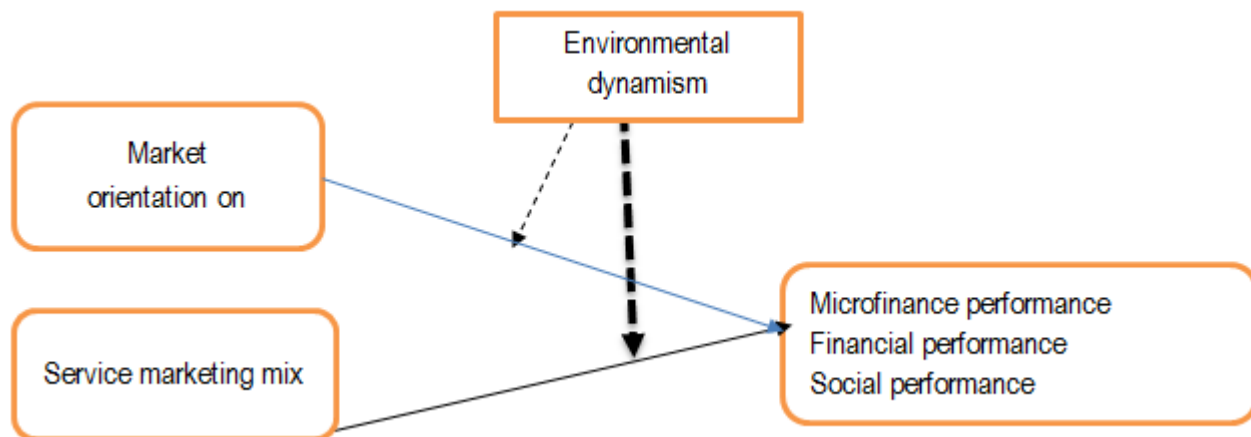 Environmental
dynamism
Market
orientation on
Service marketing mix
Microfinance performance
Financial performance
Social performance